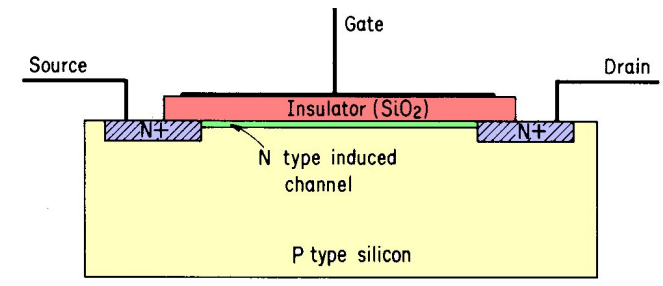 Gate
Source
Drain
Insulator (SiO2)
N+
N+
N type induced
channel
P type silicon